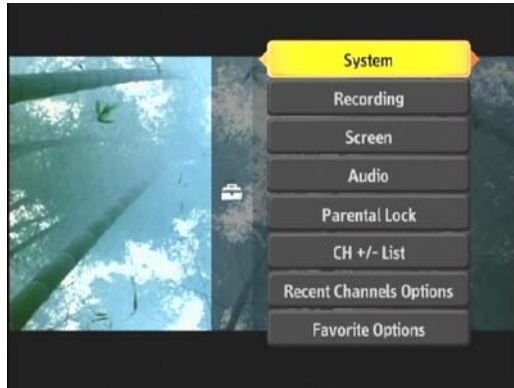 System
Recording
Screen
Audio
Parental Lock
CH +/- List
Recent Channels Options
Favorite Options